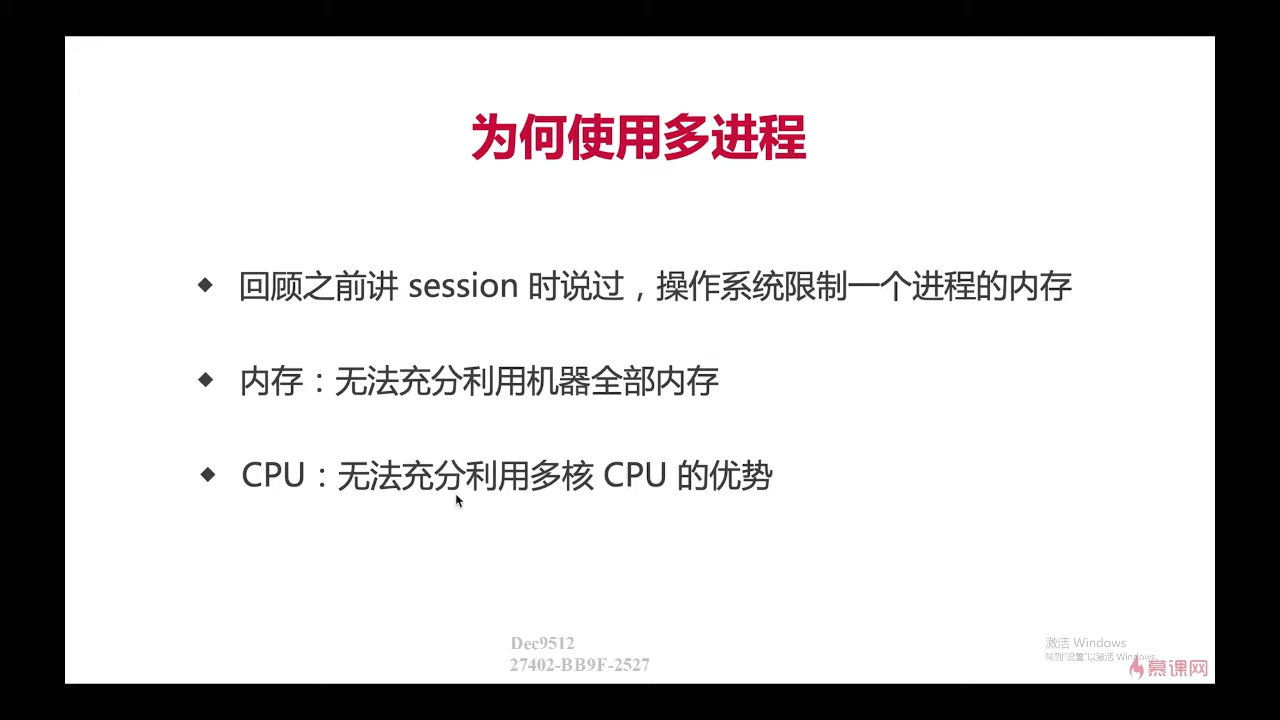 为何使用多进程
回顾之前讲 session 时说过，操作系统限制一个进程的内存
内存：无法充分利用机器全部内存
CPU：无法充分利用多核 CPU 的优势
Dec9512
27402-BB9F-2527
激活 Windows
转到"设置"以激活 Windows。
慕课网